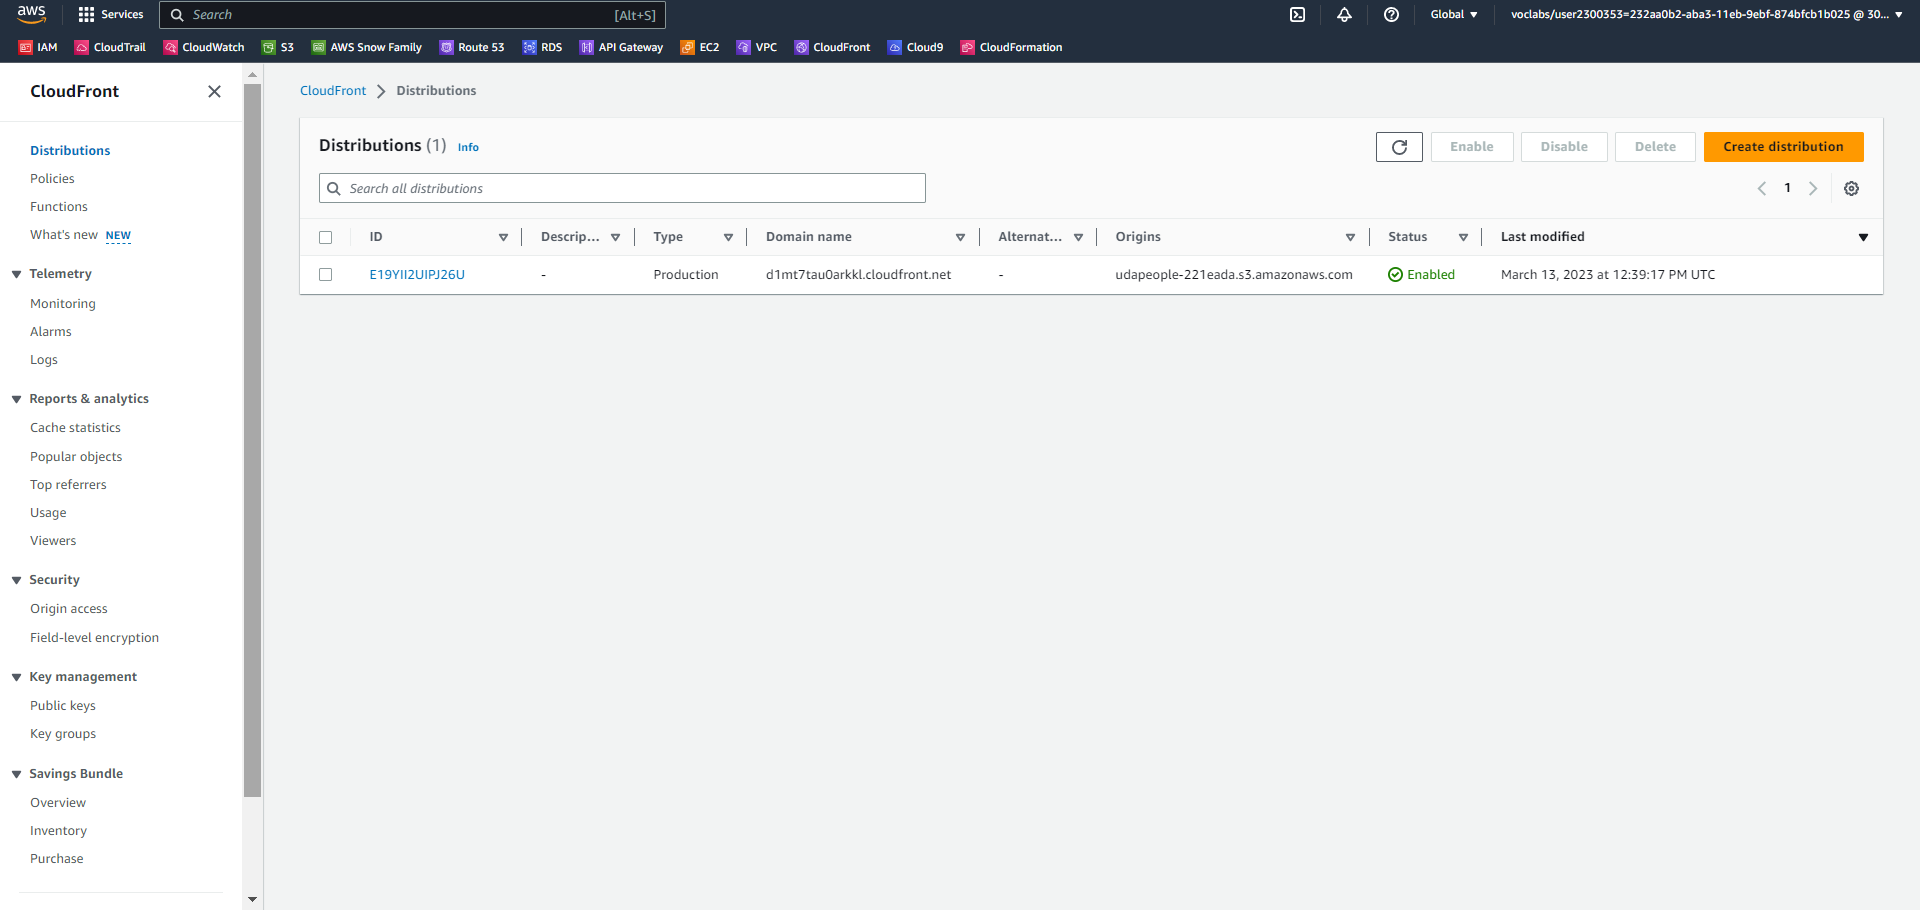 aws Services Search [Alt+S] Global voclabs/user2300353=232aa0b2-aba3-11eb-9ebf-874bfcb1b025 @ 30...
IAM CloudTrail CloudWatch S3 AWS Snow Family Route 53 RDS API Gateway EC2 VPC CloudFront Cloud9 CloudFormation
CloudFront
Distributions
Policies
Functions
What's new NEW
Telemetry
Monitoring
Alarms
Logs
Reports & analytics
Cache statistics
Popular objects
Top referrers
Usage
Viewers
Security
Origin access
Field-level encryption
Key management
Public keys
Key groups
Savings Bundle
Overview
Inventory
Purchase
CloudFront Distributions
Distributions (1) Info Enable Disable Delete Create distribution
Search all distributions 1
ID Descrip... Type Domain name Alternat... Origins Status Last modified
E19YII2UIPJ26U - Production d1mt7tau0arkkl.cloudfront.net - udapeople-221eada.s3.amazonaws.com Enabled March 13, 2023 at 12:39:17 PM UTC